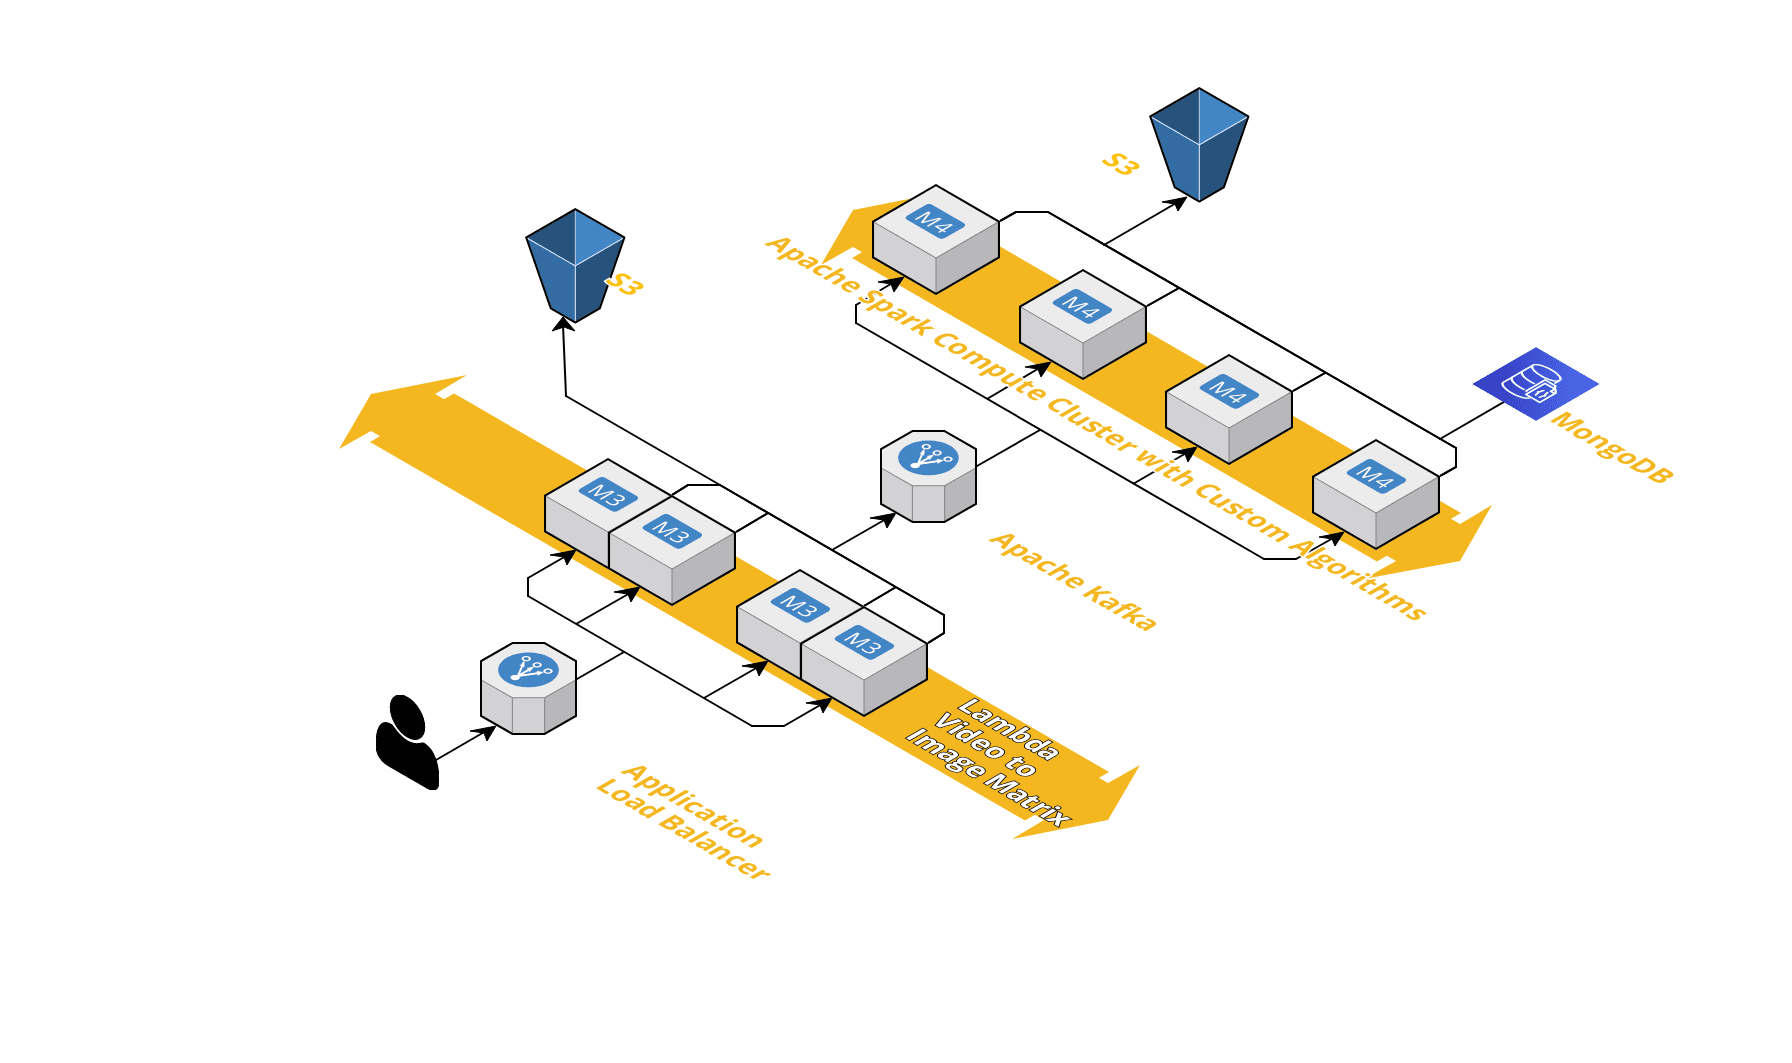 S3
M4
Apache Spark Compute Cluster with Custom Algorithms
M4
S3
M4
MongoDB
M4
M3
M3
Apache Kafka
M3
M3
Lambda
Video to
Image Matrix
Application
Load Balancer